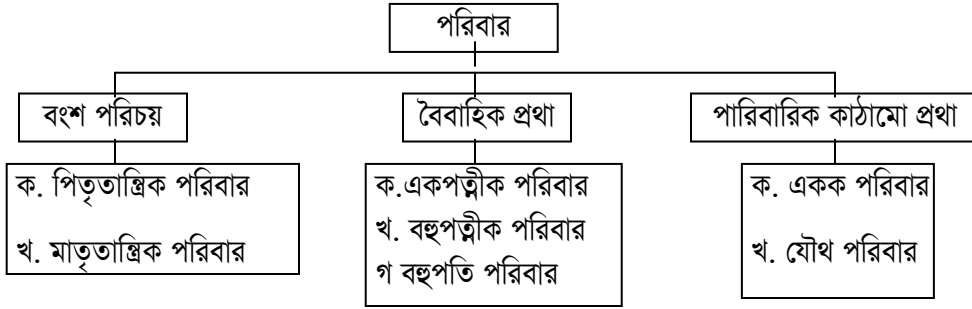 পরিবার
বংশ পরিচয়
বৈবাহিক প্রথা
পারিবারিক কাঠামো প্রথা
ক. পিতৃতান্ত্রিক পরিবার
খ. মাতৃতান্ত্রিক পরিবার
ক.একপত্নীক পরিবার
খ. বহুপত্নীক পরিবার
গ বহুপতি পরিবার
ক. একক পরিবার
খ. যৌথ পরিবার